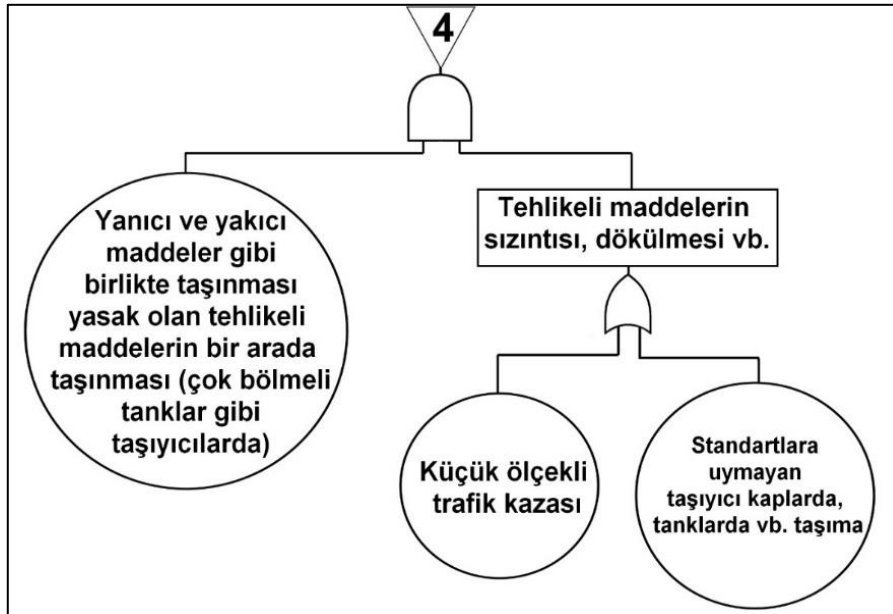 4
Yanıcı ve yakıcı
maddeler gibi
birlikte taşınması
yasak olan tehlikeli
maddelerin bir arada
taşınması (çok bölmeli
tanklar gibi
taşıyıcılarda)
Tehlikeli maddelerin
sızıntısı, dökülmesi vb.
Küçük ölçekli
trafik kazası
Standartlara
uymayan
taşıyıcı kaplarda,
tanklarda vb. taşıma